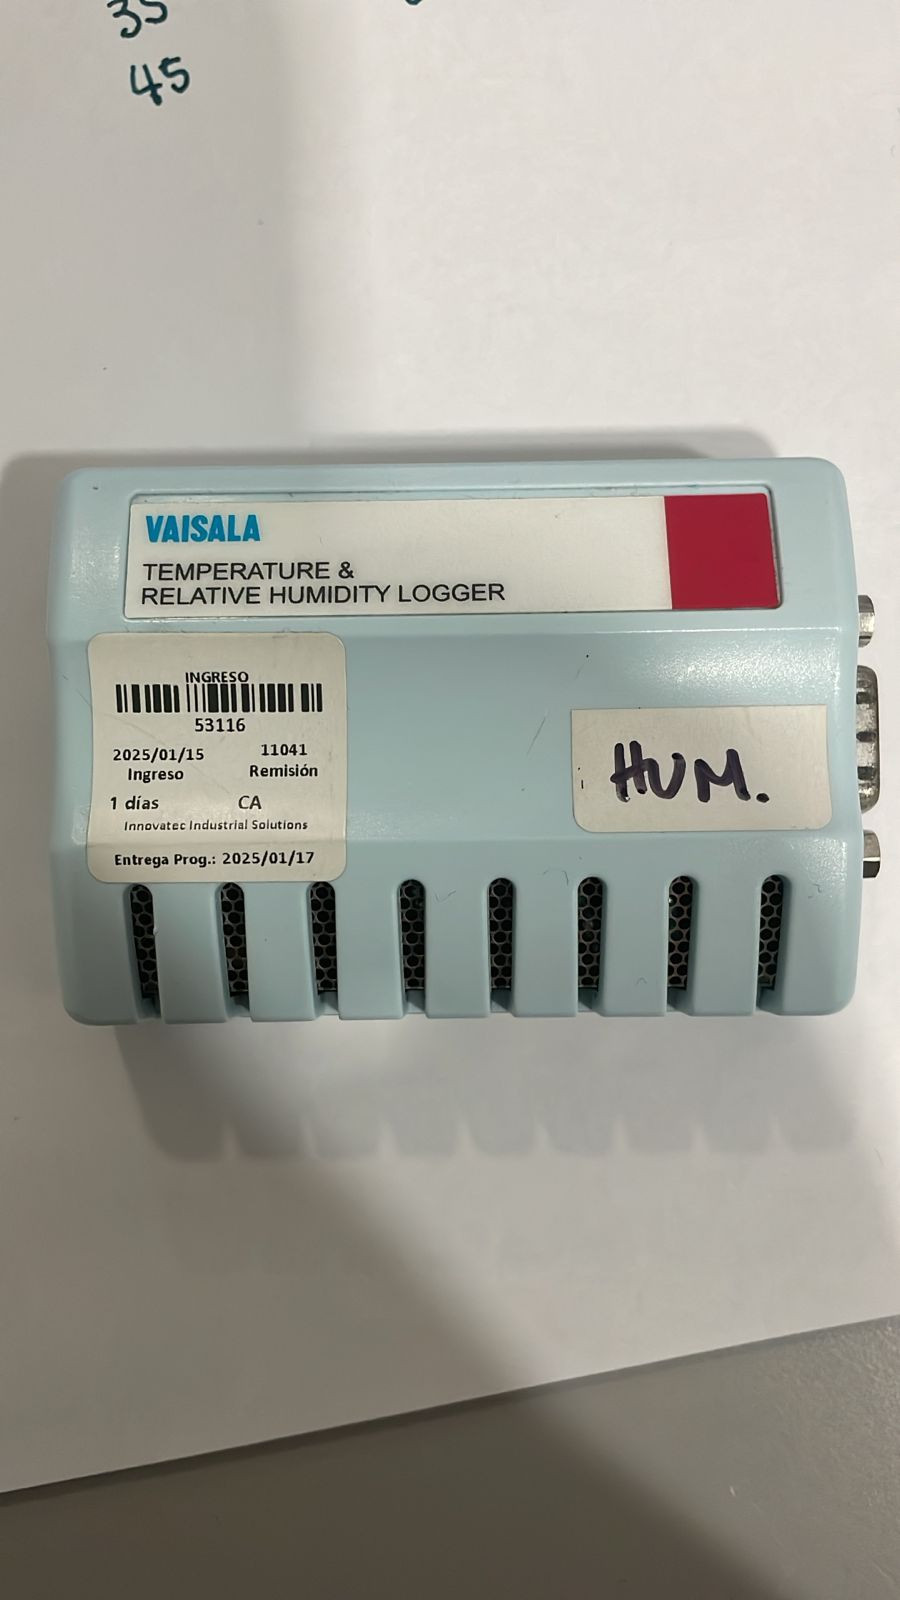 35
45
VAISALA
TEMPERATURE &
RELATIVE HUMIDITY LOGGER
INGRESO
53116
2025/01/15 11041
Ingreso Remisión
1 días CA
Innovatec Industrial Solutions
Entrega Prog.: 2025/01/17
HUM.